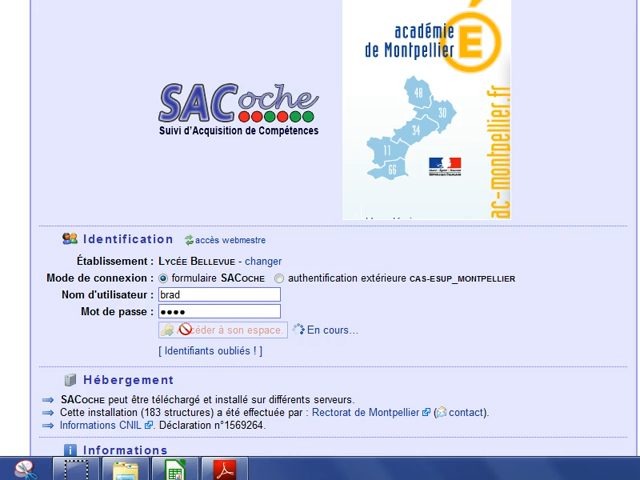 académie
de Montpellier
SACoche
Suivi d'Acquisition de Compétences
48
30
34
11
66
ac-montpellier.fr
Identification accès webmestre
Établissement : LYCÉE BELLEVUE - changer
Mode de connexion : formulaire SACOCHE authentification extérieure CAS-ESUP_MONTPELLIER
Nom d'utilisateur : brad
Mot de passe : ●●●●
à son espace. En cours...
[ Identifiants oubliés ! ]
Hébergement
SACOCHE peut être téléchargé et installé sur différents serveurs.
Cette installation (183 structures) a été effectuée par : Rectorat de Montpellier ( contact).
Informations CNIL . Déclaration n°1569264.
Informations